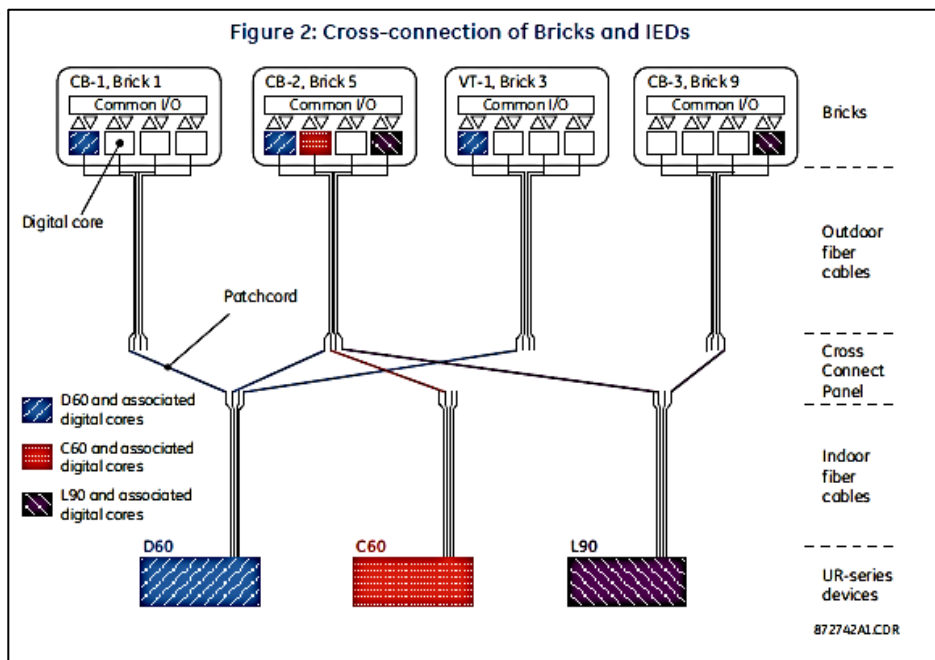 Figure 2: Cross-connection of Bricks and IEDs
CB-1, Brick 1
Common I/O
CB-2, Brick 5
Common I/O
VT-1, Brick 3
Common I/O
CB-3, Brick 9
Common I/O
Bricks
Digital core
Outdoor
fiber
cables
Patchcord
Cross
Connect
Panel
D60 and associated
digital cores
C60 and associated
digital cores
L90 and associated
digital cores
Indoor
fiber
cables
D60
C60
L90
UR-series
devices
872742A1.CDR